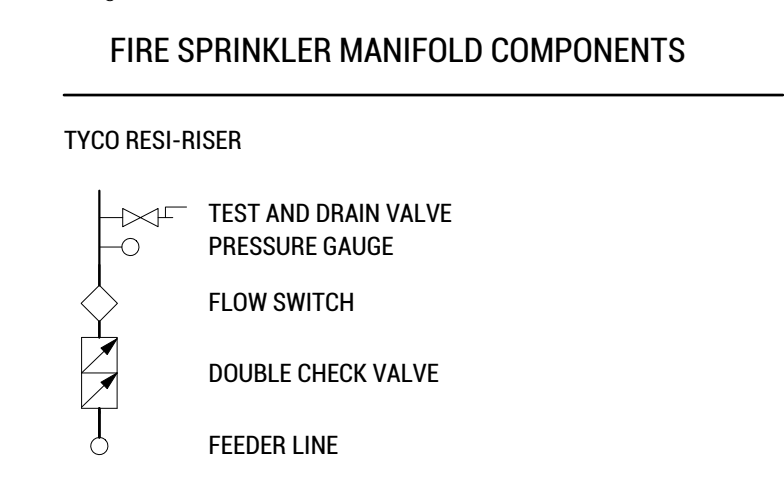 FIRE SPRINKLER MANIFOLD COMPONENTS
TYCO RESI-RISER
TEST AND DRAIN VALVE
PRESSURE GAUGE
FLOW SWITCH
DOUBLE CHECK VALVE
FEEDER LINE